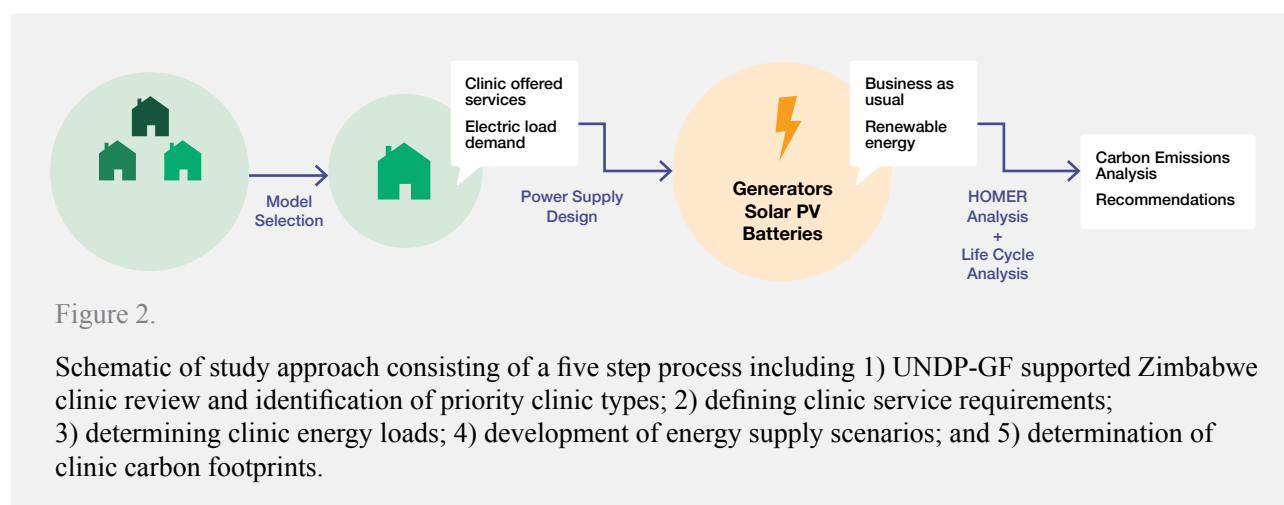 Model
Selection
Clinic offered
services
Electric load
demand
Power Supply
Design
Generators
Solar PV
Batteries
Business as
usual
Renewable
energy
HOMER
Analysis
+
Life Cycle
Analysis
Carbon Emissions
Analysis
Recommendations
Figure 2.
Schematic of study approach consisting of a five step process including 1) UNDP-GF supported Zimbabwe
clinic review and identification of priority clinic types; 2) defining clinic service requirements;
3) determining clinic energy loads; 4) development of energy supply scenarios; and 5) determination of
clinic carbon footprints.